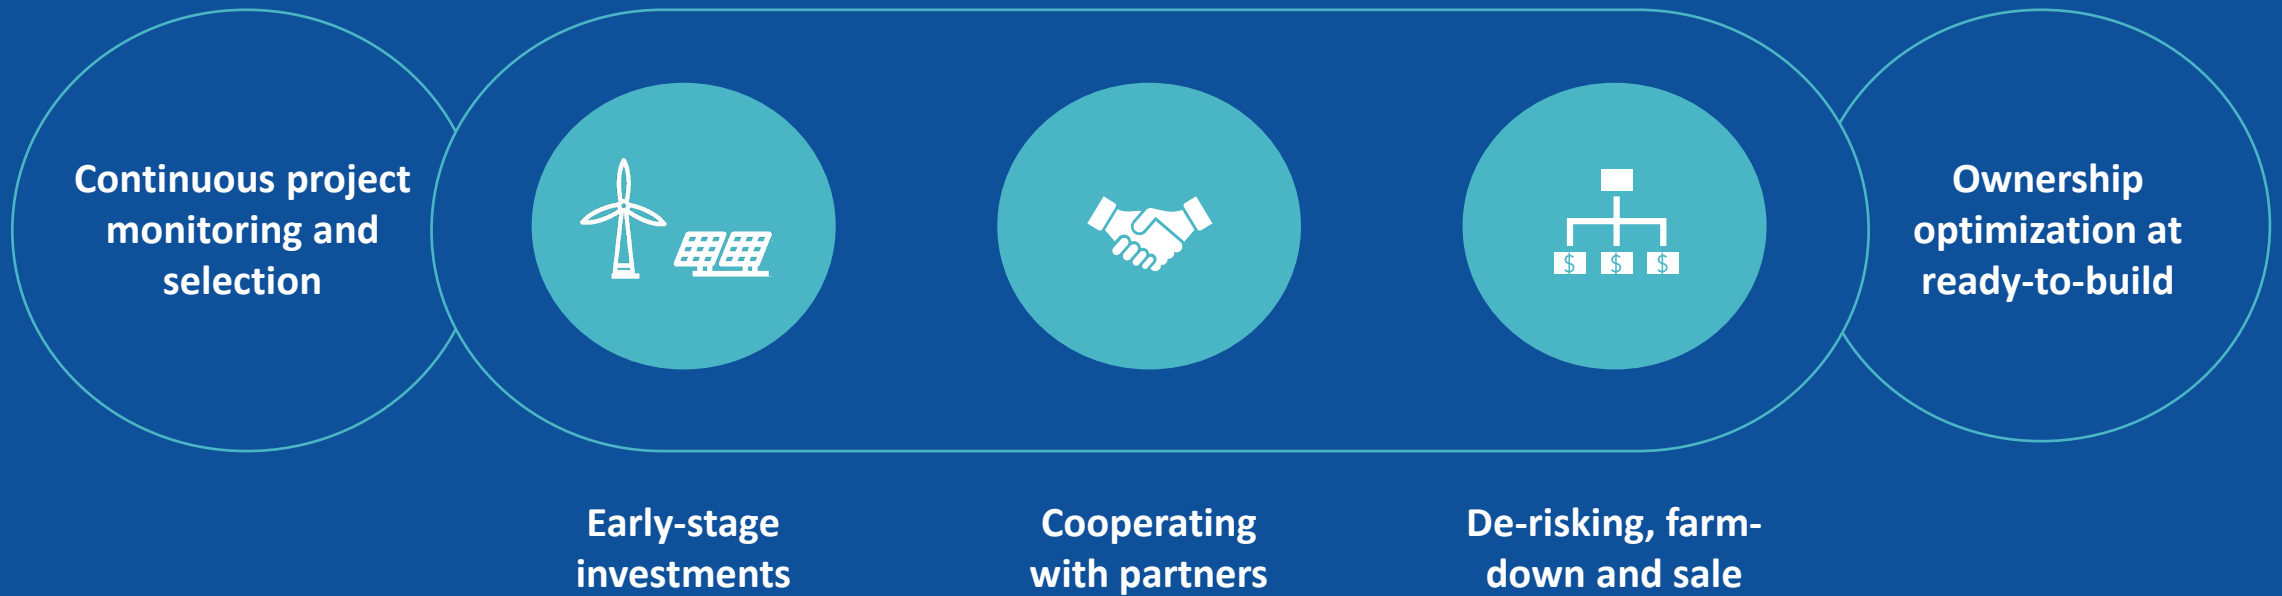 Continuous project
monitoring and
selection
$ $ $
Ownership
optimization at
ready-to-build
Early-stage
investments
Cooperating
with partners
De-risking, farm-
down and sale